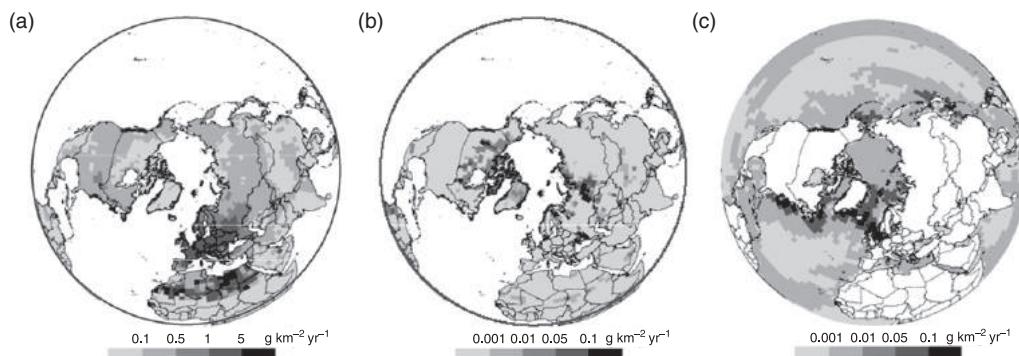 (a) (b) (c)
0.1 0.5 1 5 g km⁻² yr⁻¹
0.001 0.01 0.05 0.1 g km⁻² yr⁻¹
0.001 0.01 0.05 0.1 g km⁻² yr⁻¹